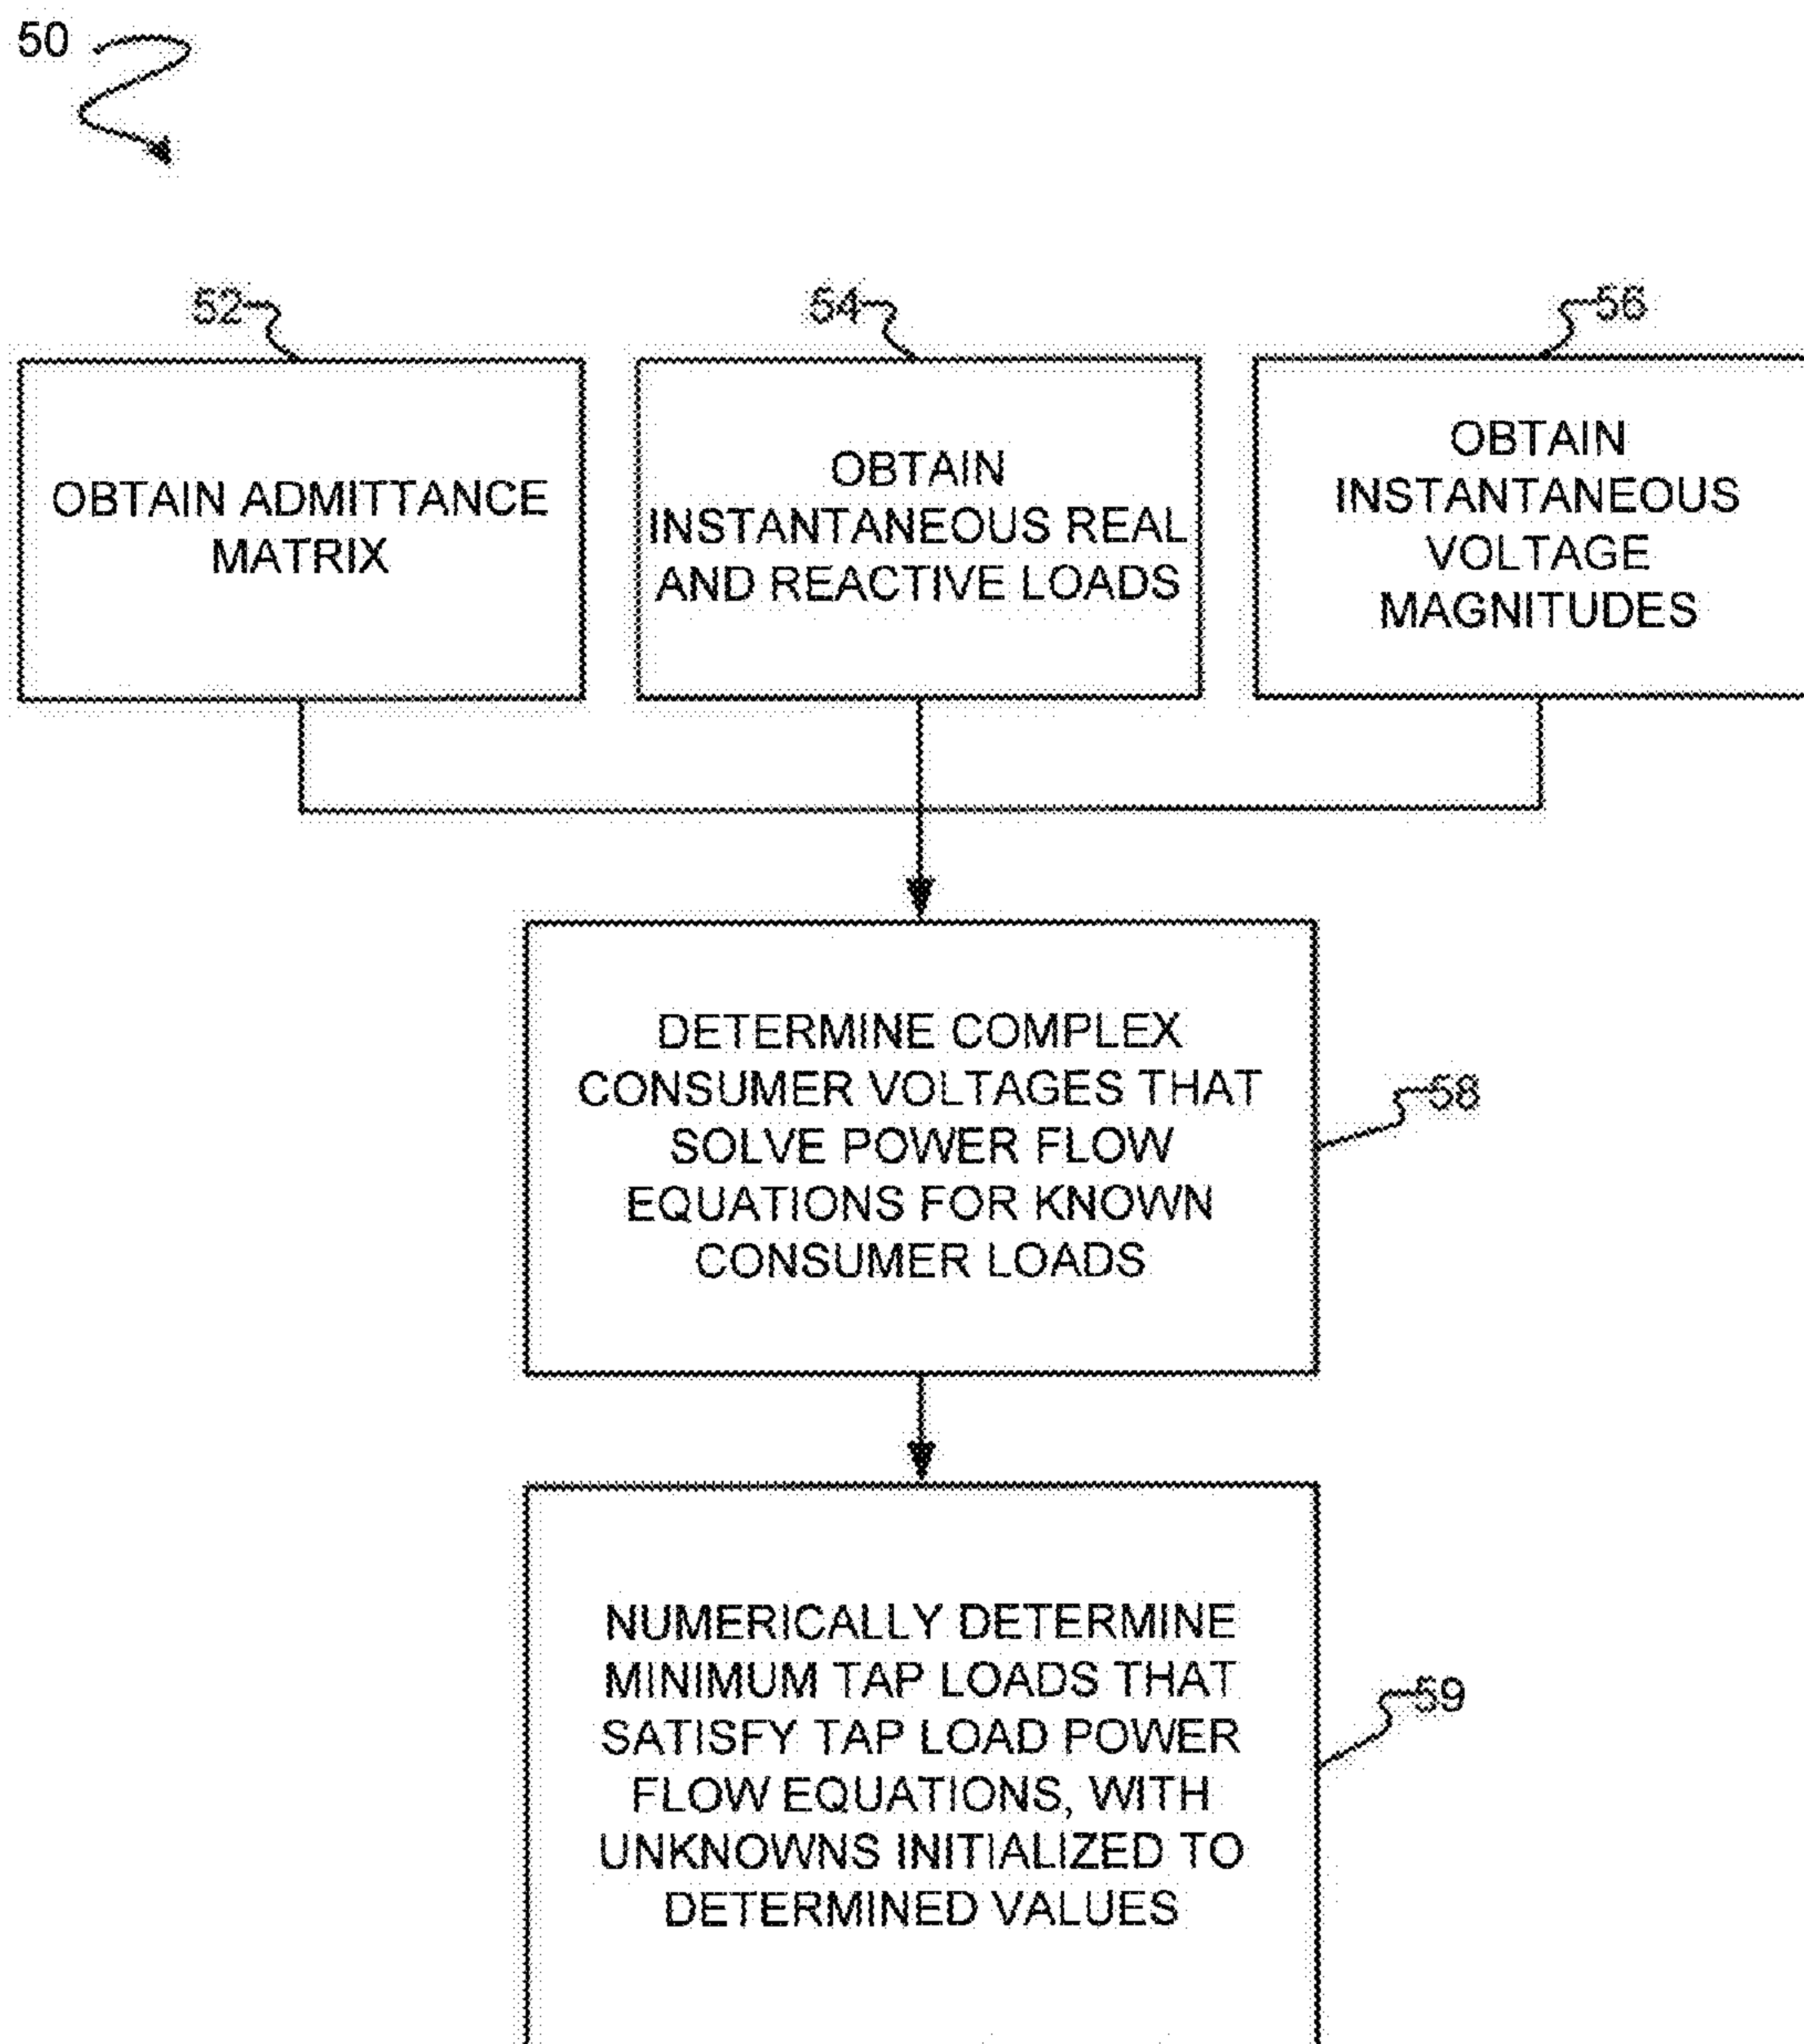 50
52
54
56
OBTAIN ADMITTANCE
MATRIX
OBTAIN
INSTANTANEOUS REAL
AND REACTIVE LOADS
OBTAIN
INSTANTANEOUS
VOLTAGE
MAGNITUDES
DETERMINE COMPLEX
CONSUMER VOLTAGES THAT
SOLVE POWER FLOW
EQUATIONS FOR KNOWN
CONSUMER LOADS
58
NUMERICALLY DETERMINE
MINIMUM TAP LOADS THAT
SATISFY TAP LOAD POWER
FLOW EQUATIONS, WITH
UNKNOWNS INITIALIZED TO
DETERMINED VALUES
59